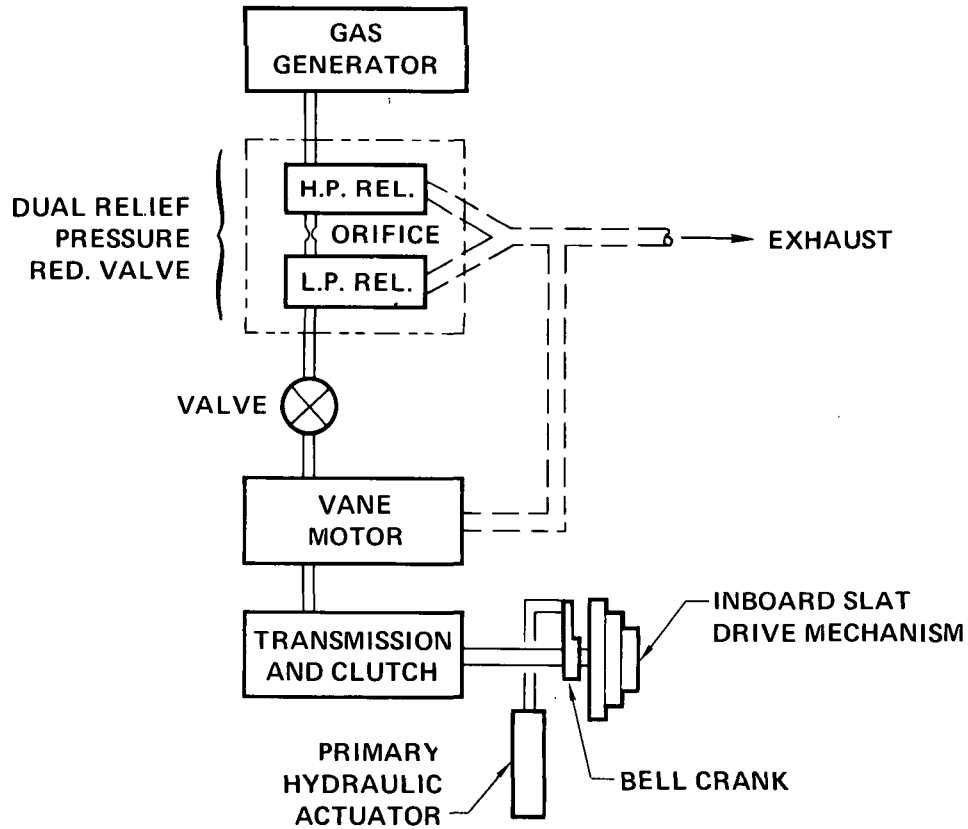 GAS
GENERATOR
H.P. REL.
ORIFICE
L.P. REL.
DUAL RELIEF
PRESSURE
RED. VALVE
EXHAUST
VALVE
VANE
MOTOR
TRANSMISSION
AND CLUTCH
INBOARD SLAT
DRIVE MECHANISM
PRIMARY
HYDRAULIC
ACTUATOR
BELL CRANK